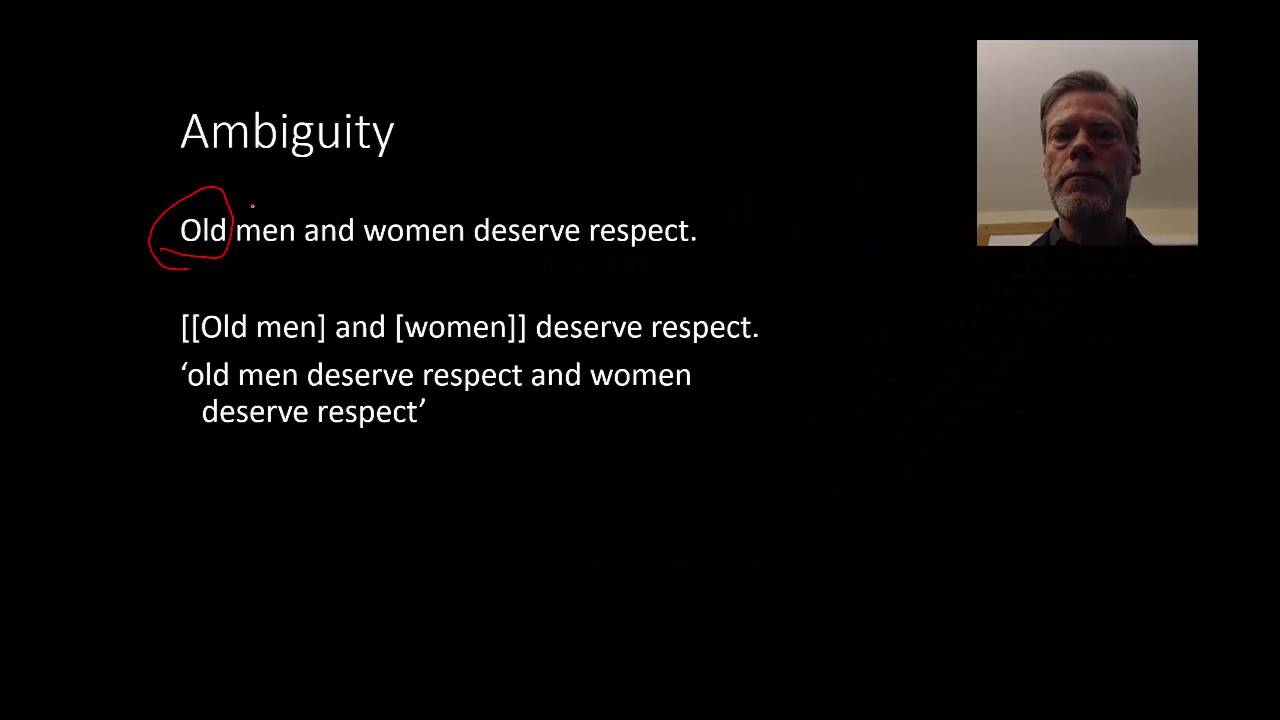 Ambiguity
Old men and women deserve respect.
[[Old men] and [women]] deserve respect.
‘old men deserve respect and women
deserve respect’